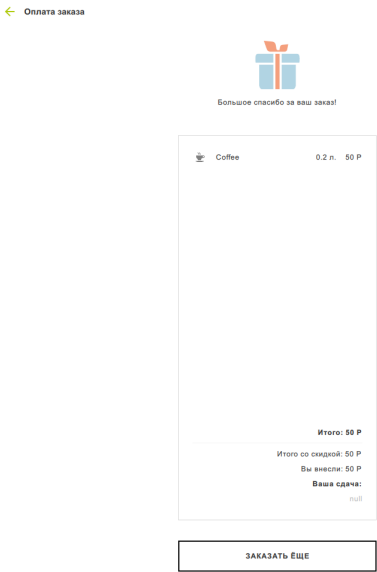 Оплата заказа
Большое спасибо за ваш заказ!
Coffee 0.2 л. 50 Р
Итого: 50 Р
Итого со скидкой: 50 Р
Вы внесли: 50 Р
Ваша сдача:
null
ЗАКАЗАТЬ ЁЩЕ